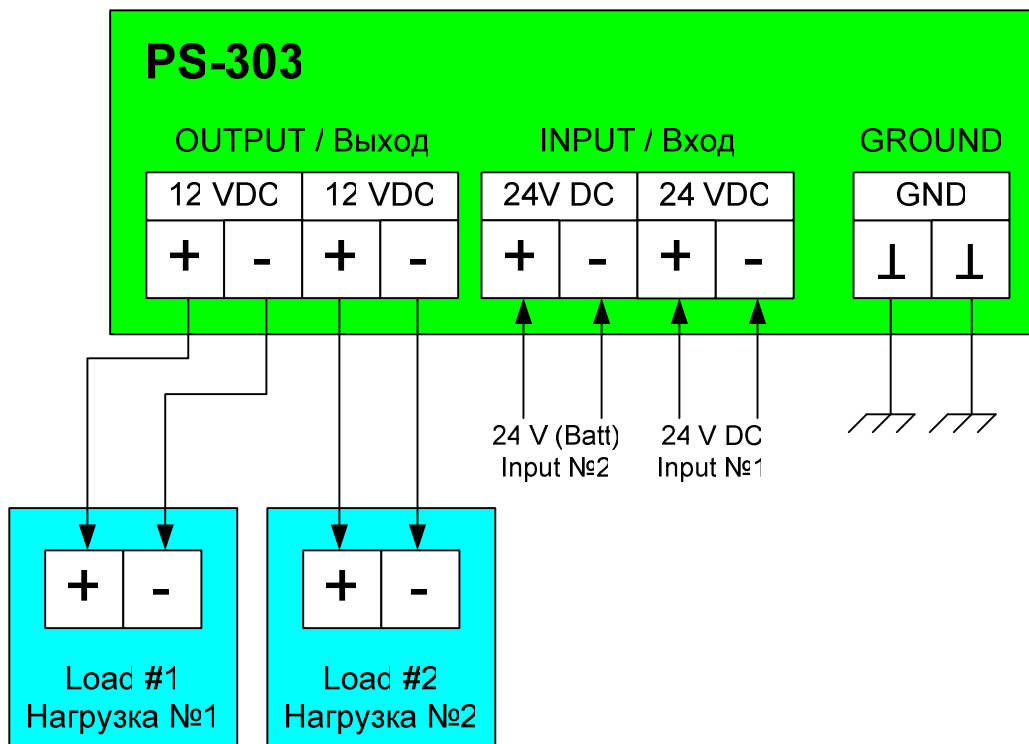 PS-303
OUTPUT / Выход
INPUT / Вход
GROUND
12 VDC
12 VDC
24V DC
24 VDC
GND
+ - + -
+ - + -
⊥ ⊥
24 V (Batt)
Input №2
24 V DC
Input №1
+ -
Load #1
Нагрузка №1
+ -
Load #2
Нагрузка №2